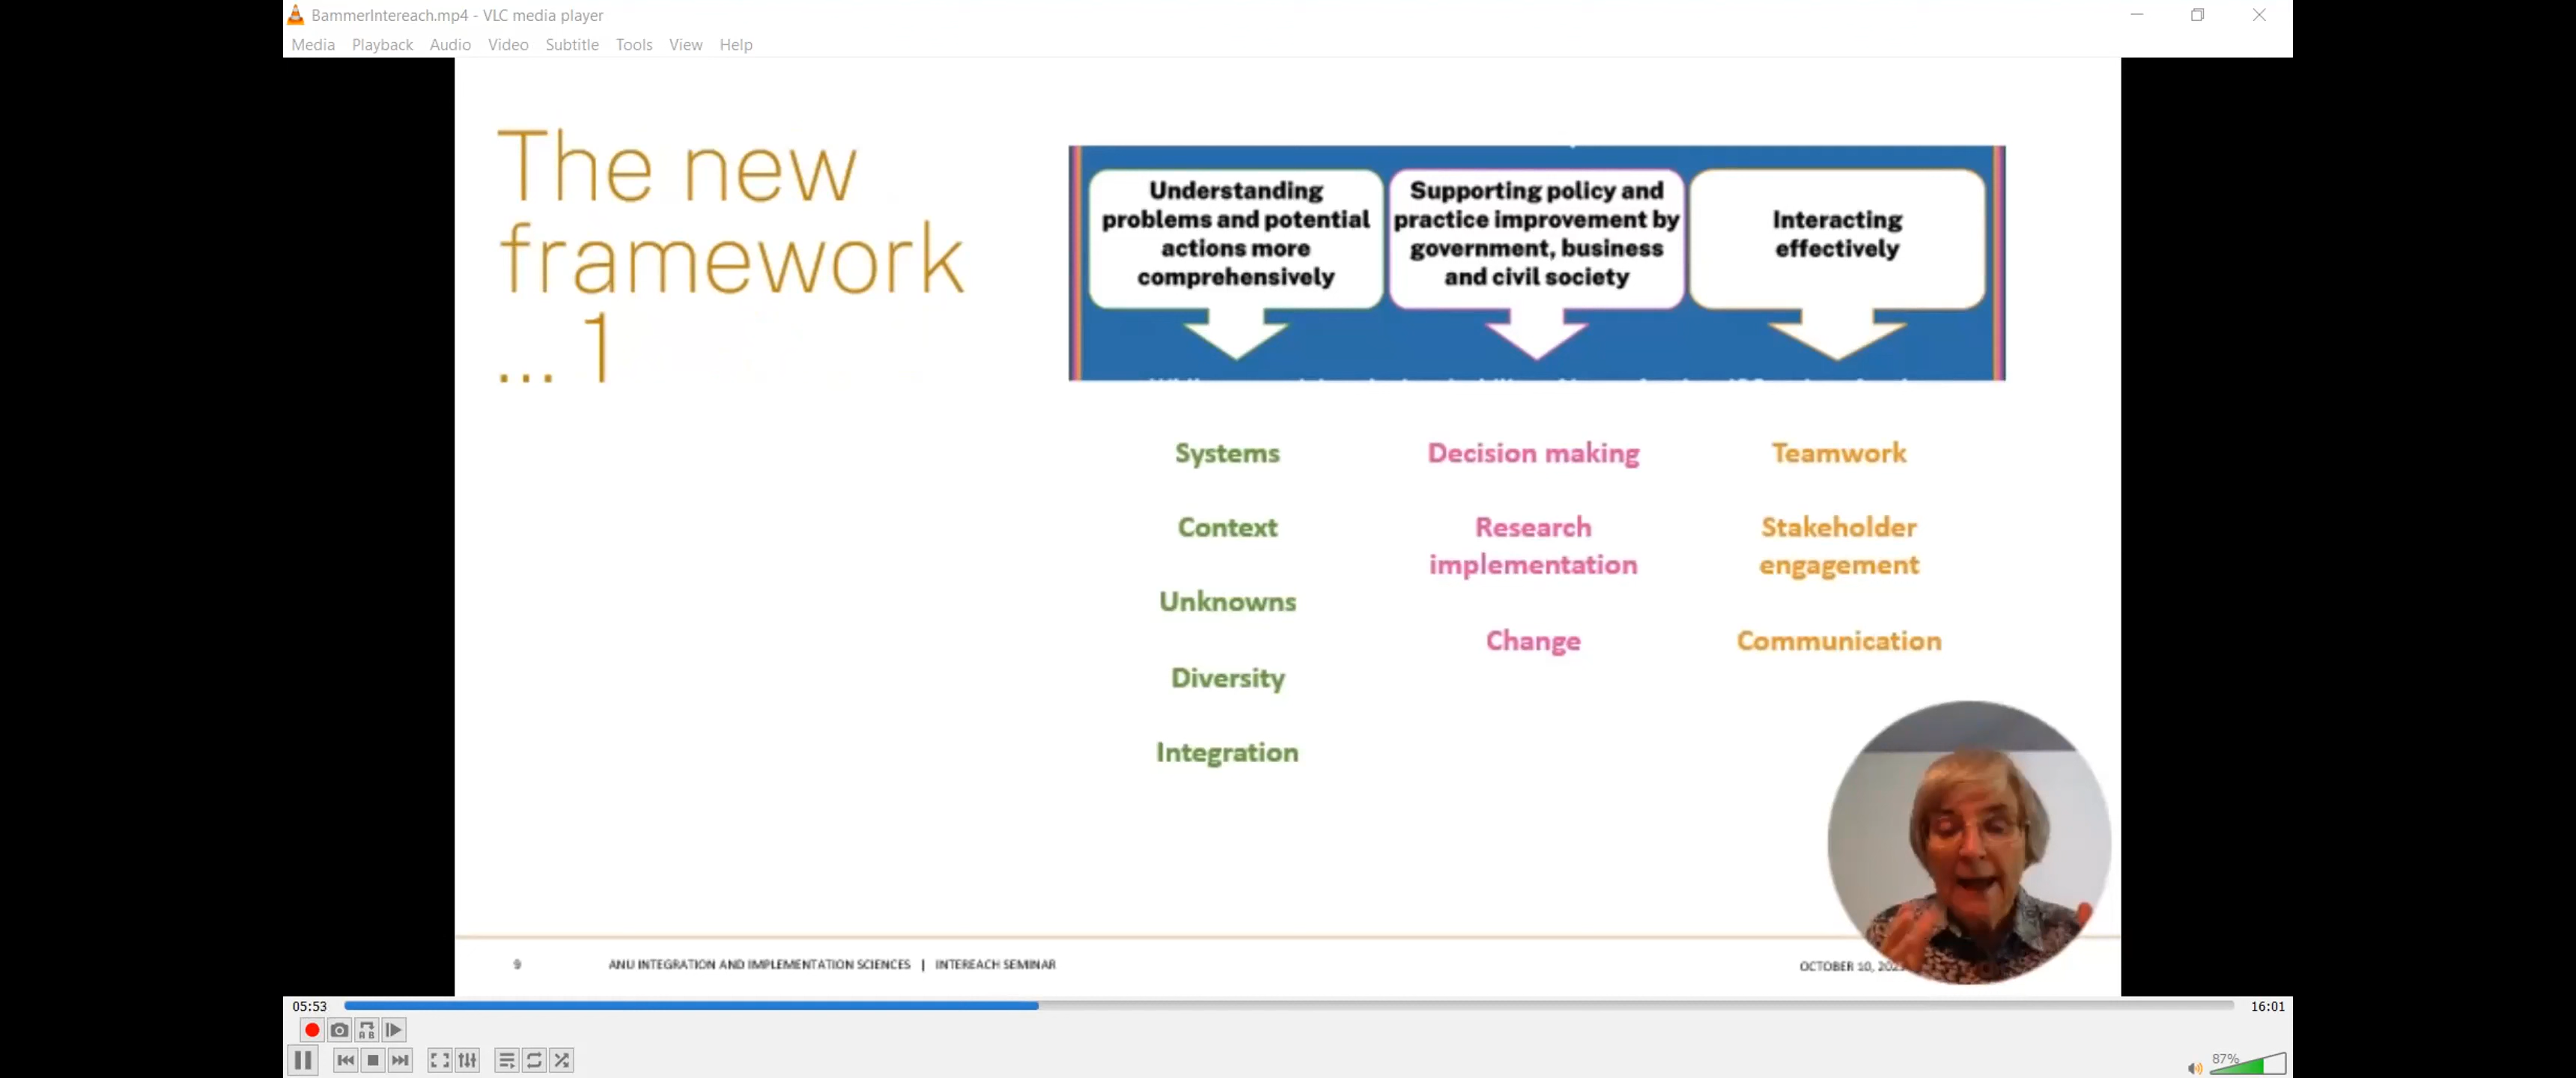 BammerIntereach.mp4 - VLC media player
Media Playback Audio Video Subtitle Tools View Help
The new
framework
... 1
Understanding
problems and potential
actions more
comprehensively
Supporting policy and
practice improvement by
government, business
and civil society
Interacting
effectively
Systems
Context
Unknowns
Diversity
Integration
Decision making
Research
implementation
Change
Teamwork
Stakeholder
engagement
Communication
9
ANU INTEGRATION AND IMPLEMENTATION SCIENCES | INTEREACH SEMINAR
OCTOBER 10,
05:53
16:01
87%